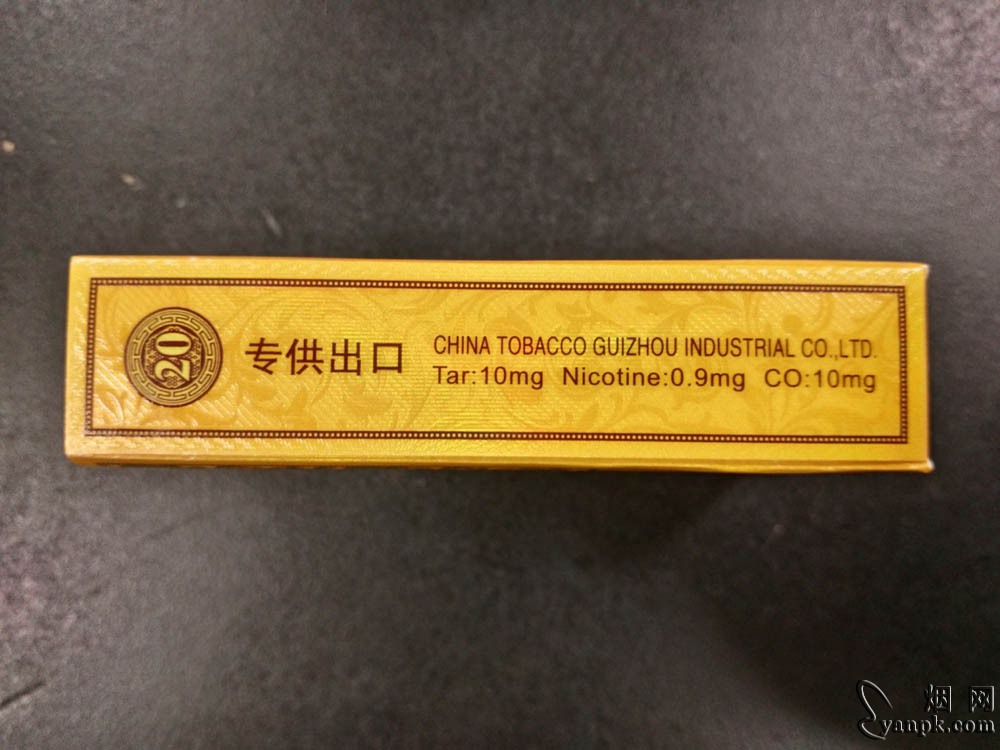 20
专供出口
CHINA TOBACCO GUIZHOU INDUSTRIAL CO.,LTD.
Tar:10mg Nicotine:0.9mg CO:10mg
烟网
yanpk.com